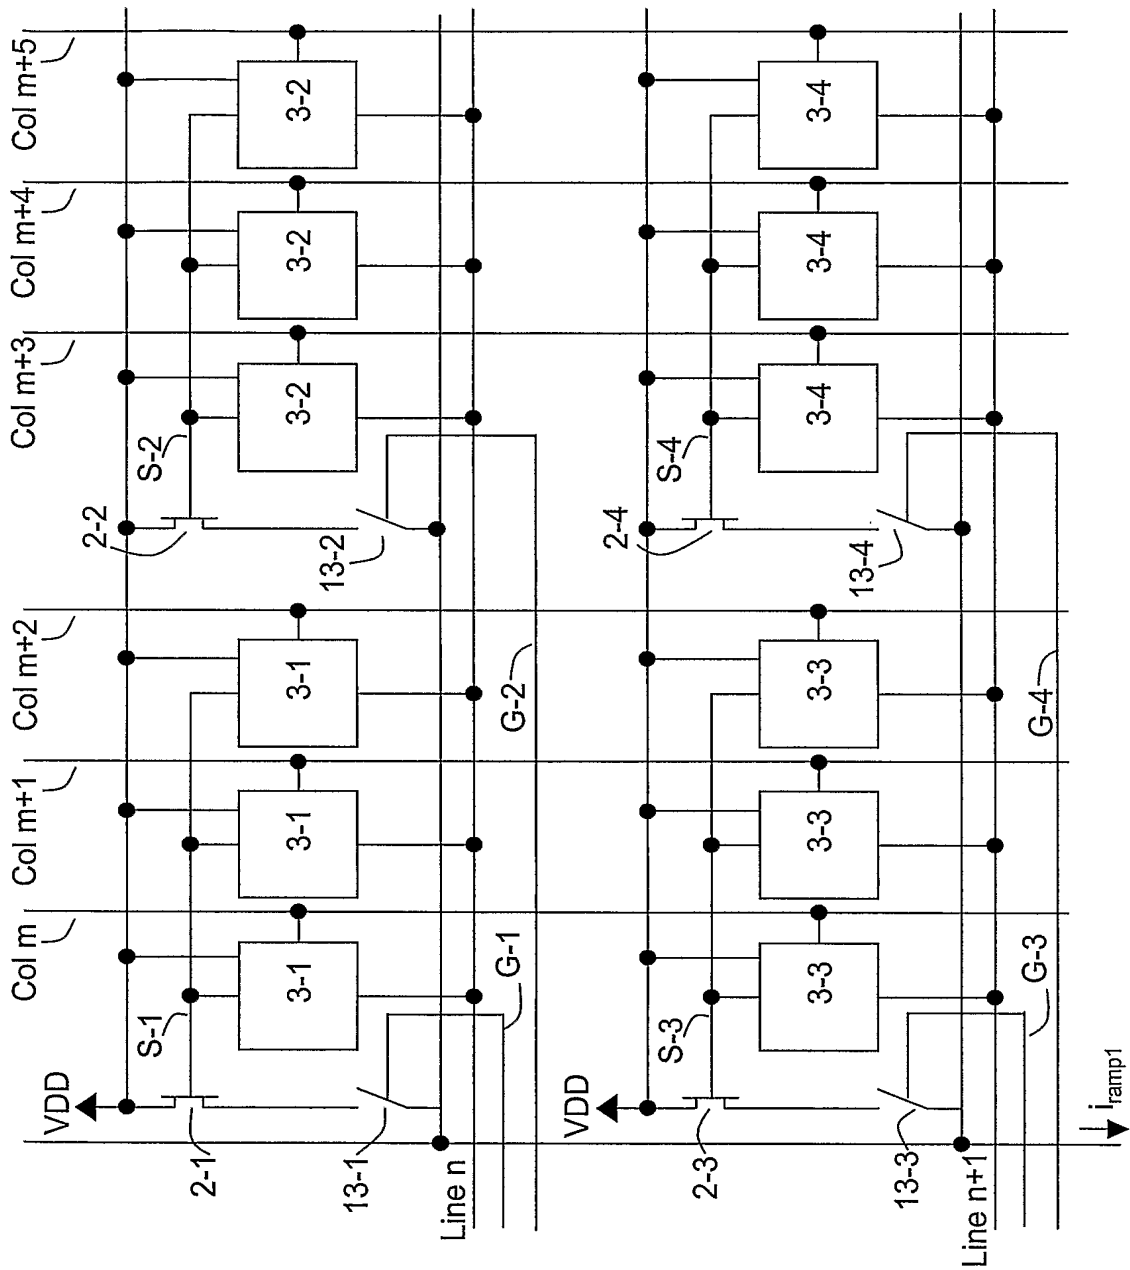 Col m
Col m+1
Col m+2
Col m+3
Col m+4
Col m+5
VDD
2-1
S-1
3-1
3-1
3-1
2-2
S-2
3-2
3-2
3-2
13-1
G-1
13-2
G-2
Line n
VDD
2-3
S-3
3-3
3-3
3-3
2-4
S-4
3-4
3-4
3-4
13-3
G-3
13-4
G-4
Line n+1
iramp1